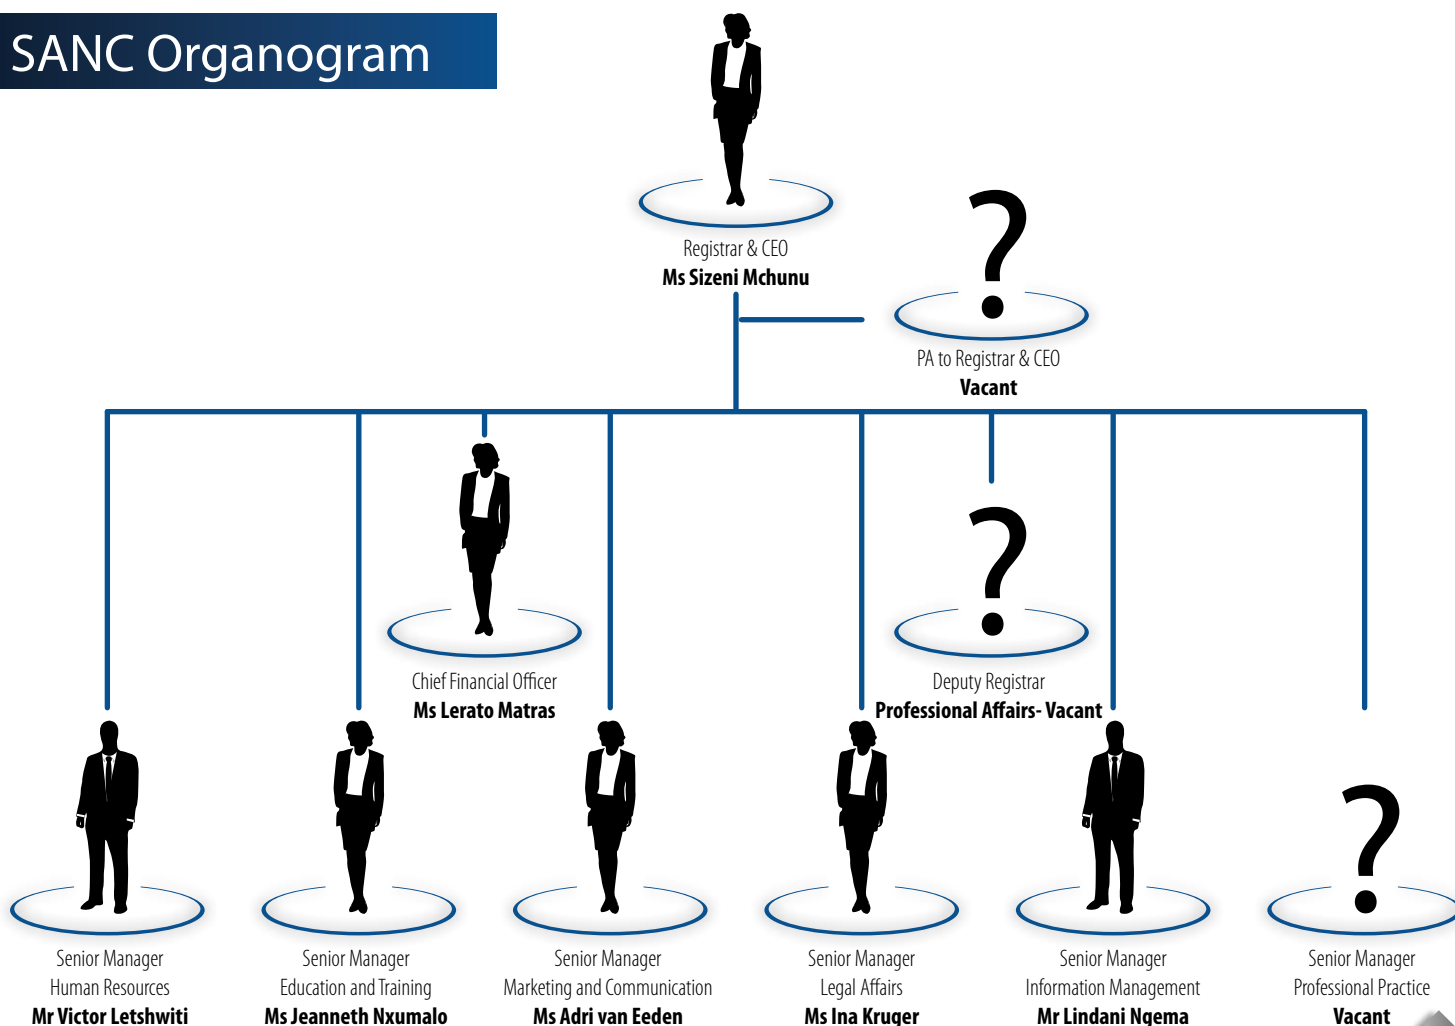 SANC Organogram
Registrar & CEO
Ms Sizeni Mchunu
?
PA to Registrar & CEO
Vacant
Chief Financial Officer
Ms Lerato Matras
?
Deputy Registrar
Professional Affairs- Vacant
Senior Manager
Human Resources
Mr Victor Letshwiti
Senior Manager
Education and Training
Ms Jeanneth Nxumalo
Senior Manager
Marketing and Communication
Ms Adri van Eeden
Senior Manager
Legal Affairs
Ms Ina Kruger
Senior Manager
Information Management
Mr Lindani Ngema
?
Senior Manager
Professional Practice
Vacant